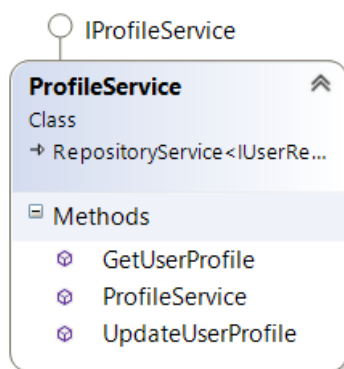 IProfileService
ProfileService
Class
RepositoryService<IUserRe...
Methods
GetUserProfile
ProfileService
UpdateUserProfile